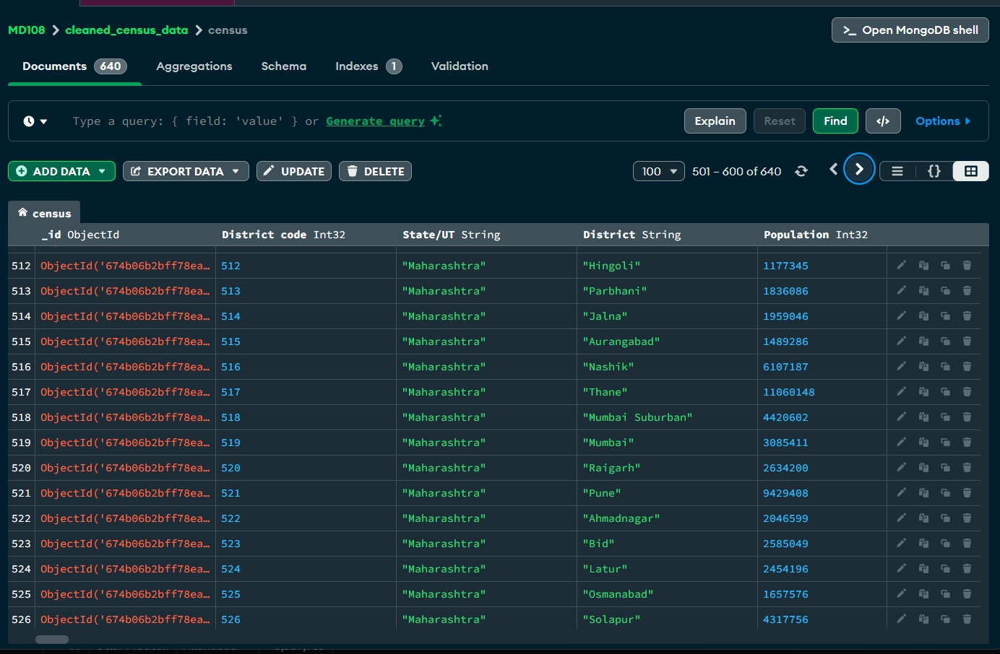 MD108 > cleaned_census_data > census
>_ Open MongoDB shell
Documents 640 Aggregations Schema Indexes 1 Validation
Type a query: { field: 'value' } or Generate query
Explain Reset Find </> Options
ADD DATA EXPORT DATA UPDATE DELETE 100 501 – 600 of 640 {}
census
_id ObjectId District code Int32 State/UT String District String Population Int32
512 ObjectId('674b06b2bff78ea… 512 "Maharashtra" "Hingoli" 1177345
513 ObjectId('674b06b2bff78ea… 513 "Maharashtra" "Parbhani" 1836086
514 ObjectId('674b06b2bff78ea… 514 "Maharashtra" "Jalna" 1959046
515 ObjectId('674b06b2bff78ea… 515 "Maharashtra" "Aurangabad" 1489286
516 ObjectId('674b06b2bff78ea… 516 "Maharashtra" "Nashik" 6107187
517 ObjectId('674b06b2bff78ea… 517 "Maharashtra" "Thane" 11060148
518 ObjectId('674b06b2bff78ea… 518 "Maharashtra" "Mumbai Suburban" 4420602
519 ObjectId('674b06b2bff78ea… 519 "Maharashtra" "Mumbai" 3085411
520 ObjectId('674b06b2bff78ea… 520 "Maharashtra" "Raigarh" 2634200
521 ObjectId('674b06b2bff78ea… 521 "Maharashtra" "Pune" 9429408
522 ObjectId('674b06b2bff78ea… 522 "Maharashtra" "Ahmadnagar" 2046599
523 ObjectId('674b06b2bff78ea… 523 "Maharashtra" "Bid" 2585049
524 ObjectId('674b06b2bff78ea… 524 "Maharashtra" "Latur" 2454196
525 ObjectId('674b06b2bff78ea… 525 "Maharashtra" "Osmanabad" 1657576
526 ObjectId('674b06b2bff78ea… 526 "Maharashtra" "Solapur" 4317756